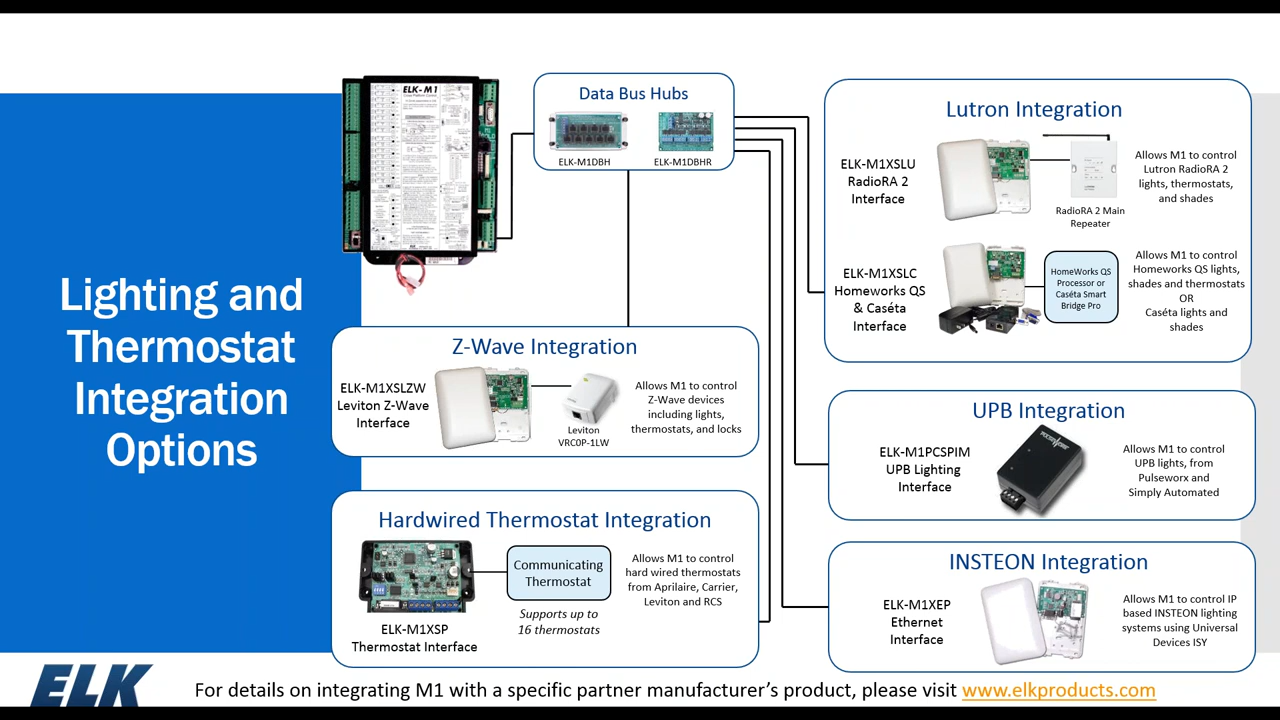 Lighting and
Thermostat
Integration
Options
ELK-M1
Data Bus Hubs
ELK-M1DBH
ELK-M1DBHR
Lutron Integration
ELK-M1XSLU
RadioRA 2
Interface
RadioRA 2 Main
Repeater
Allows M1 to control
Lutron RadioRA 2
lights, thermostats,
and shades
ELK-M1XSLC
Homeworks QS
& Caséta
Interface
HomeWorks QS
Processor or
Caséta Smart
Bridge Pro
Allows M1 to control
Homeworks QS lights,
shades and thermostats
OR
Caséta lights and
shades
Z-Wave Integration
ELK-M1XSLZW
Leviton Z-Wave
Interface
Leviton
VRC0P-1LW
Allows M1 to control
Z-Wave devices
including lights,
thermostats, and locks
UPB Integration
ELK-M1PCSPIM
UPB Lighting
Interface
Allows M1 to control
UPB lights, from
Pulseworx and
Simply Automated
Hardwired Thermostat Integration
ELK-M1XSP
Thermostat Interface
Communicating
Thermostat
Supports up to
16 thermostats
Allows M1 to control
hard wired thermostats
from Aprilaire, Carrier,
Leviton and RCS
INSTEON Integration
ELK-M1XEP
Ethernet
Interface
Allows M1 to control IP
based INSTEON lighting
systems using Universal
Devices ISY
ELK
For details on integrating M1 with a specific partner manufacturer’s product, please visit www.elkproducts.com